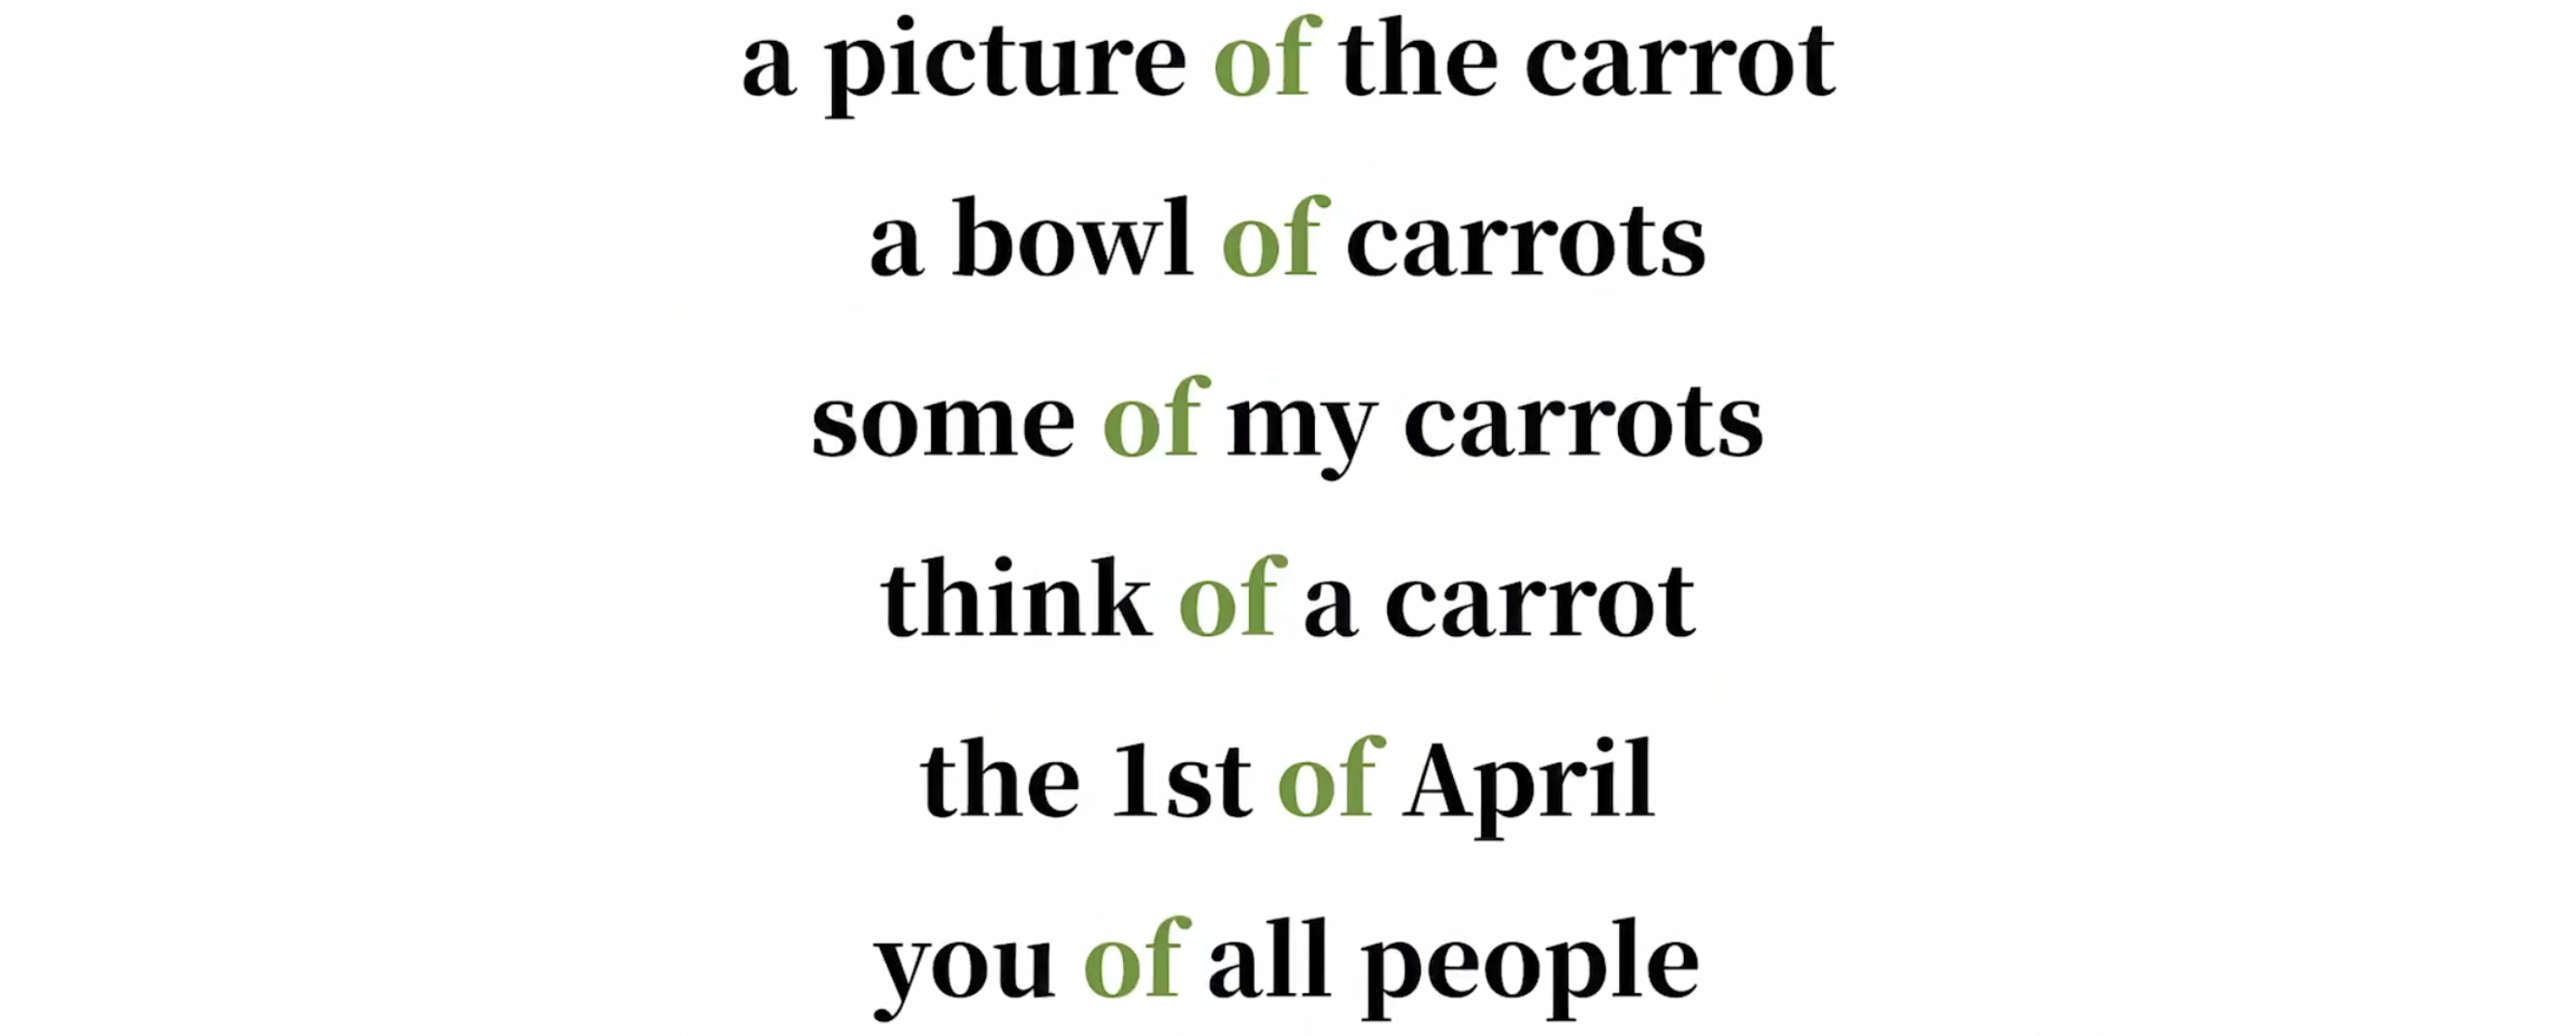 a picture of the carrot
a bowl of carrots
some of my carrots
think of a carrot
the 1st of April
you of all people